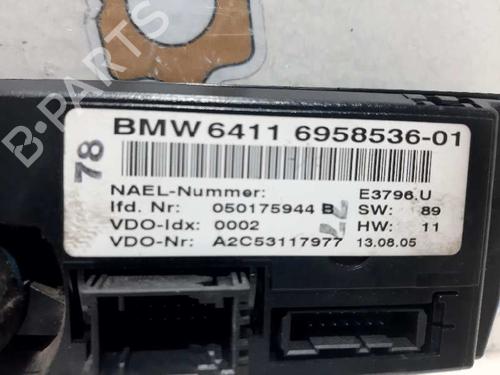 B-PARTS
78
BMW 6411 6958536-01
NAEL-Nummer: E3796.U
lfd. Nr: 050175944 B SW: 89
VDO-Idx: 0002 HW: 11
VDO-Nr: A2C53117977 13.08.05